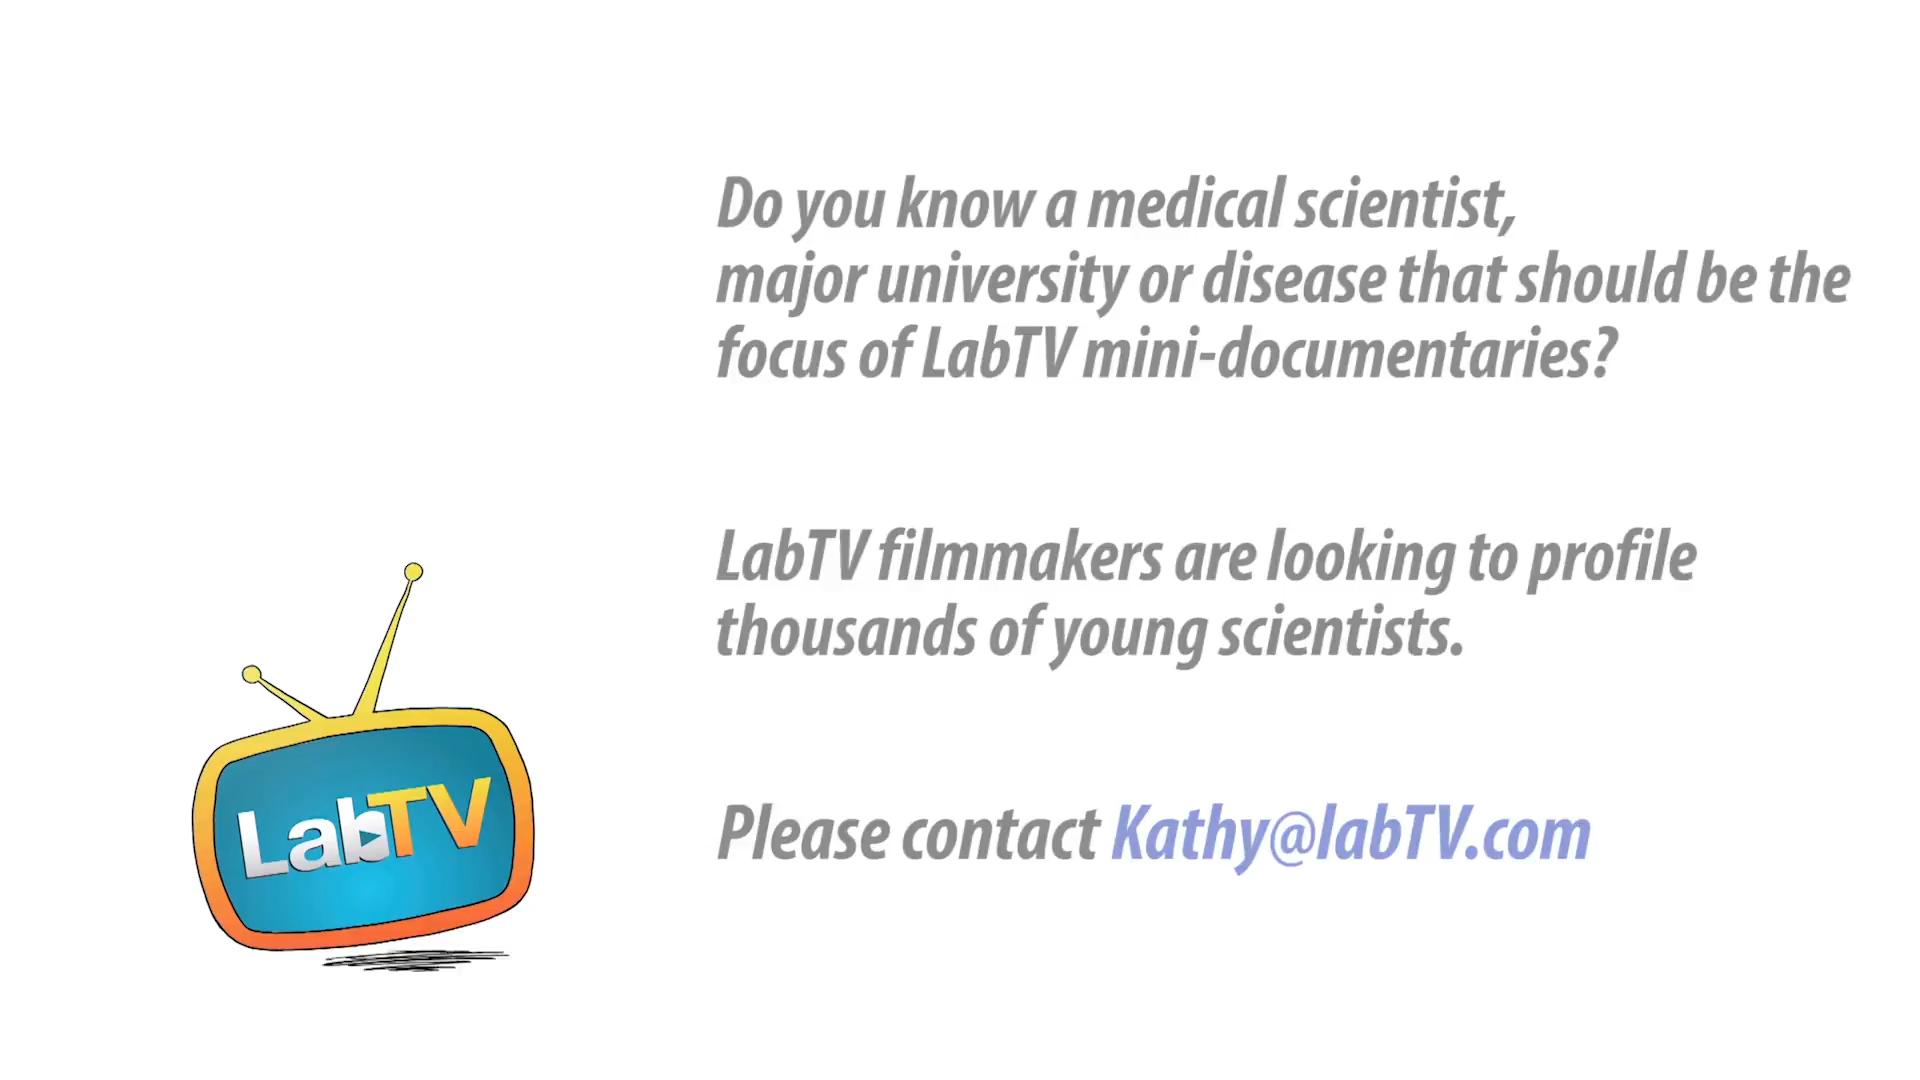 Do you know a medical scientist,
major university or disease that should be the
focus of LabTV mini-documentaries?
LabTV filmmakers are looking to profile
thousands of young scientists.
Please contact Kathy@labTV.com
LabTV